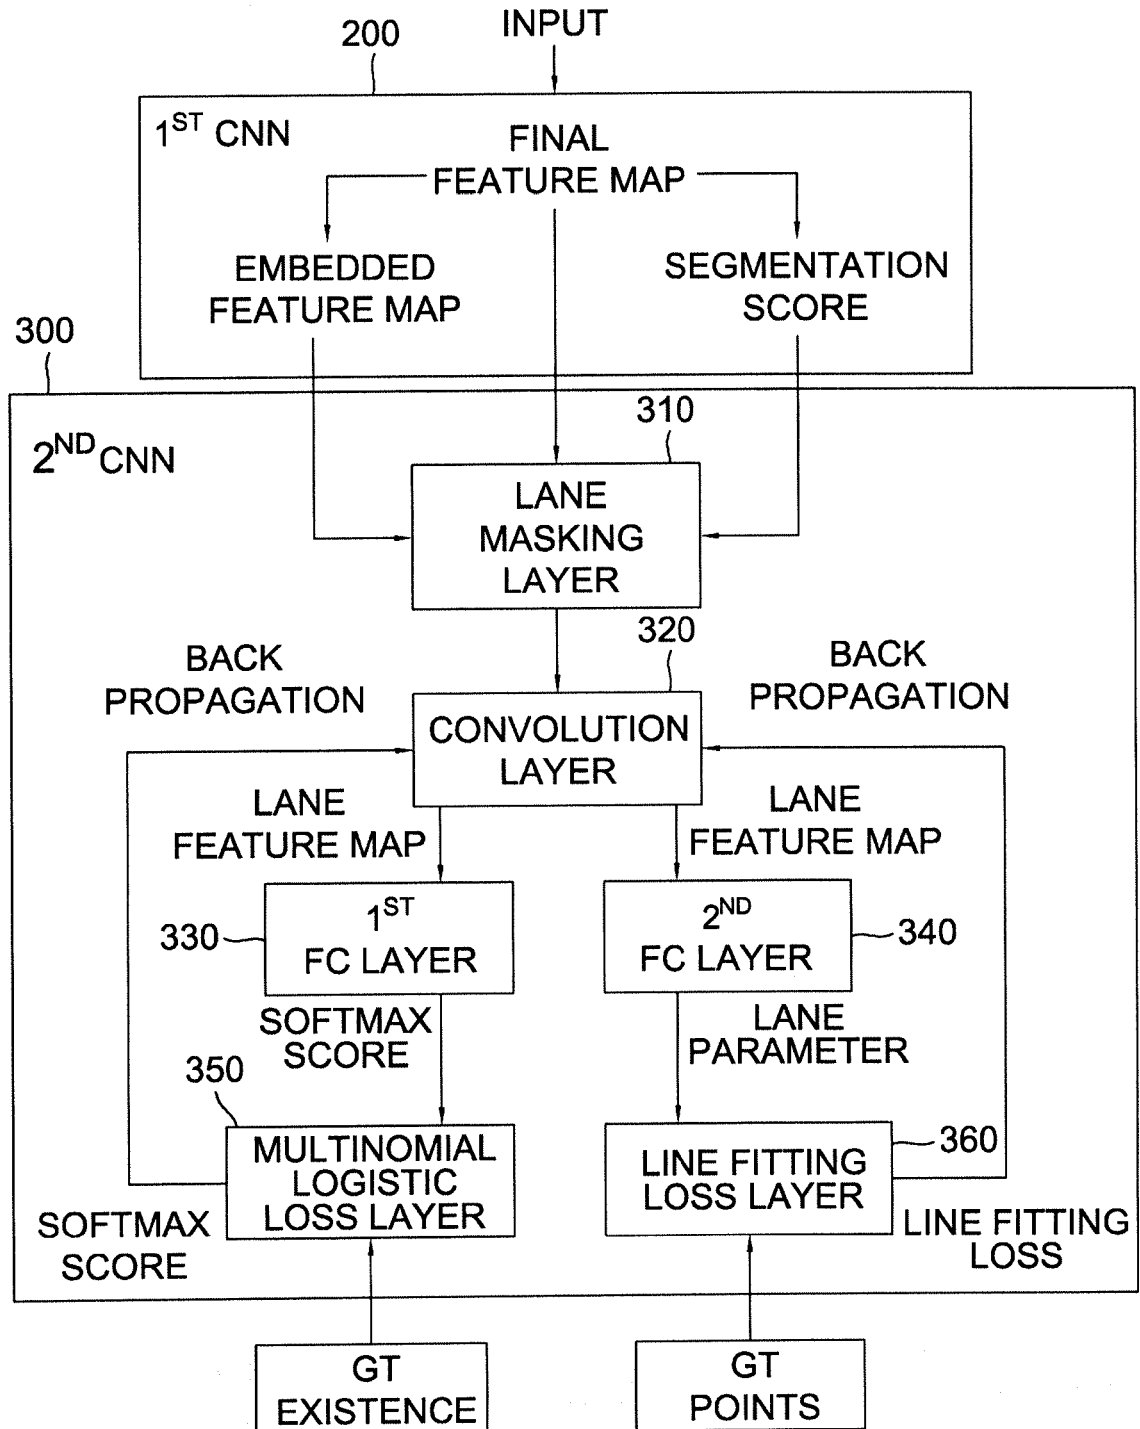 INPUT
200
1ST CNN
FINAL
FEATURE MAP
EMBEDDED
FEATURE MAP
SEGMENTATION
SCORE
300
2ND CNN
310
LANE
MASKING
LAYER
320
BACK
PROPAGATION
BACK
PROPAGATION
CONVOLUTION
LAYER
LANE
FEATURE MAP
LANE
FEATURE MAP
330
1ST
FC LAYER
2ND
FC LAYER
340
SOFTMAX
SCORE
LANE
PARAMETER
350
MULTINOMIAL
LOGISTIC
LOSS LAYER
LINE FITTING
LOSS LAYER
360
SOFTMAX
SCORE
LINE FITTING
LOSS
GT
EXISTENCE
GT
POINTS